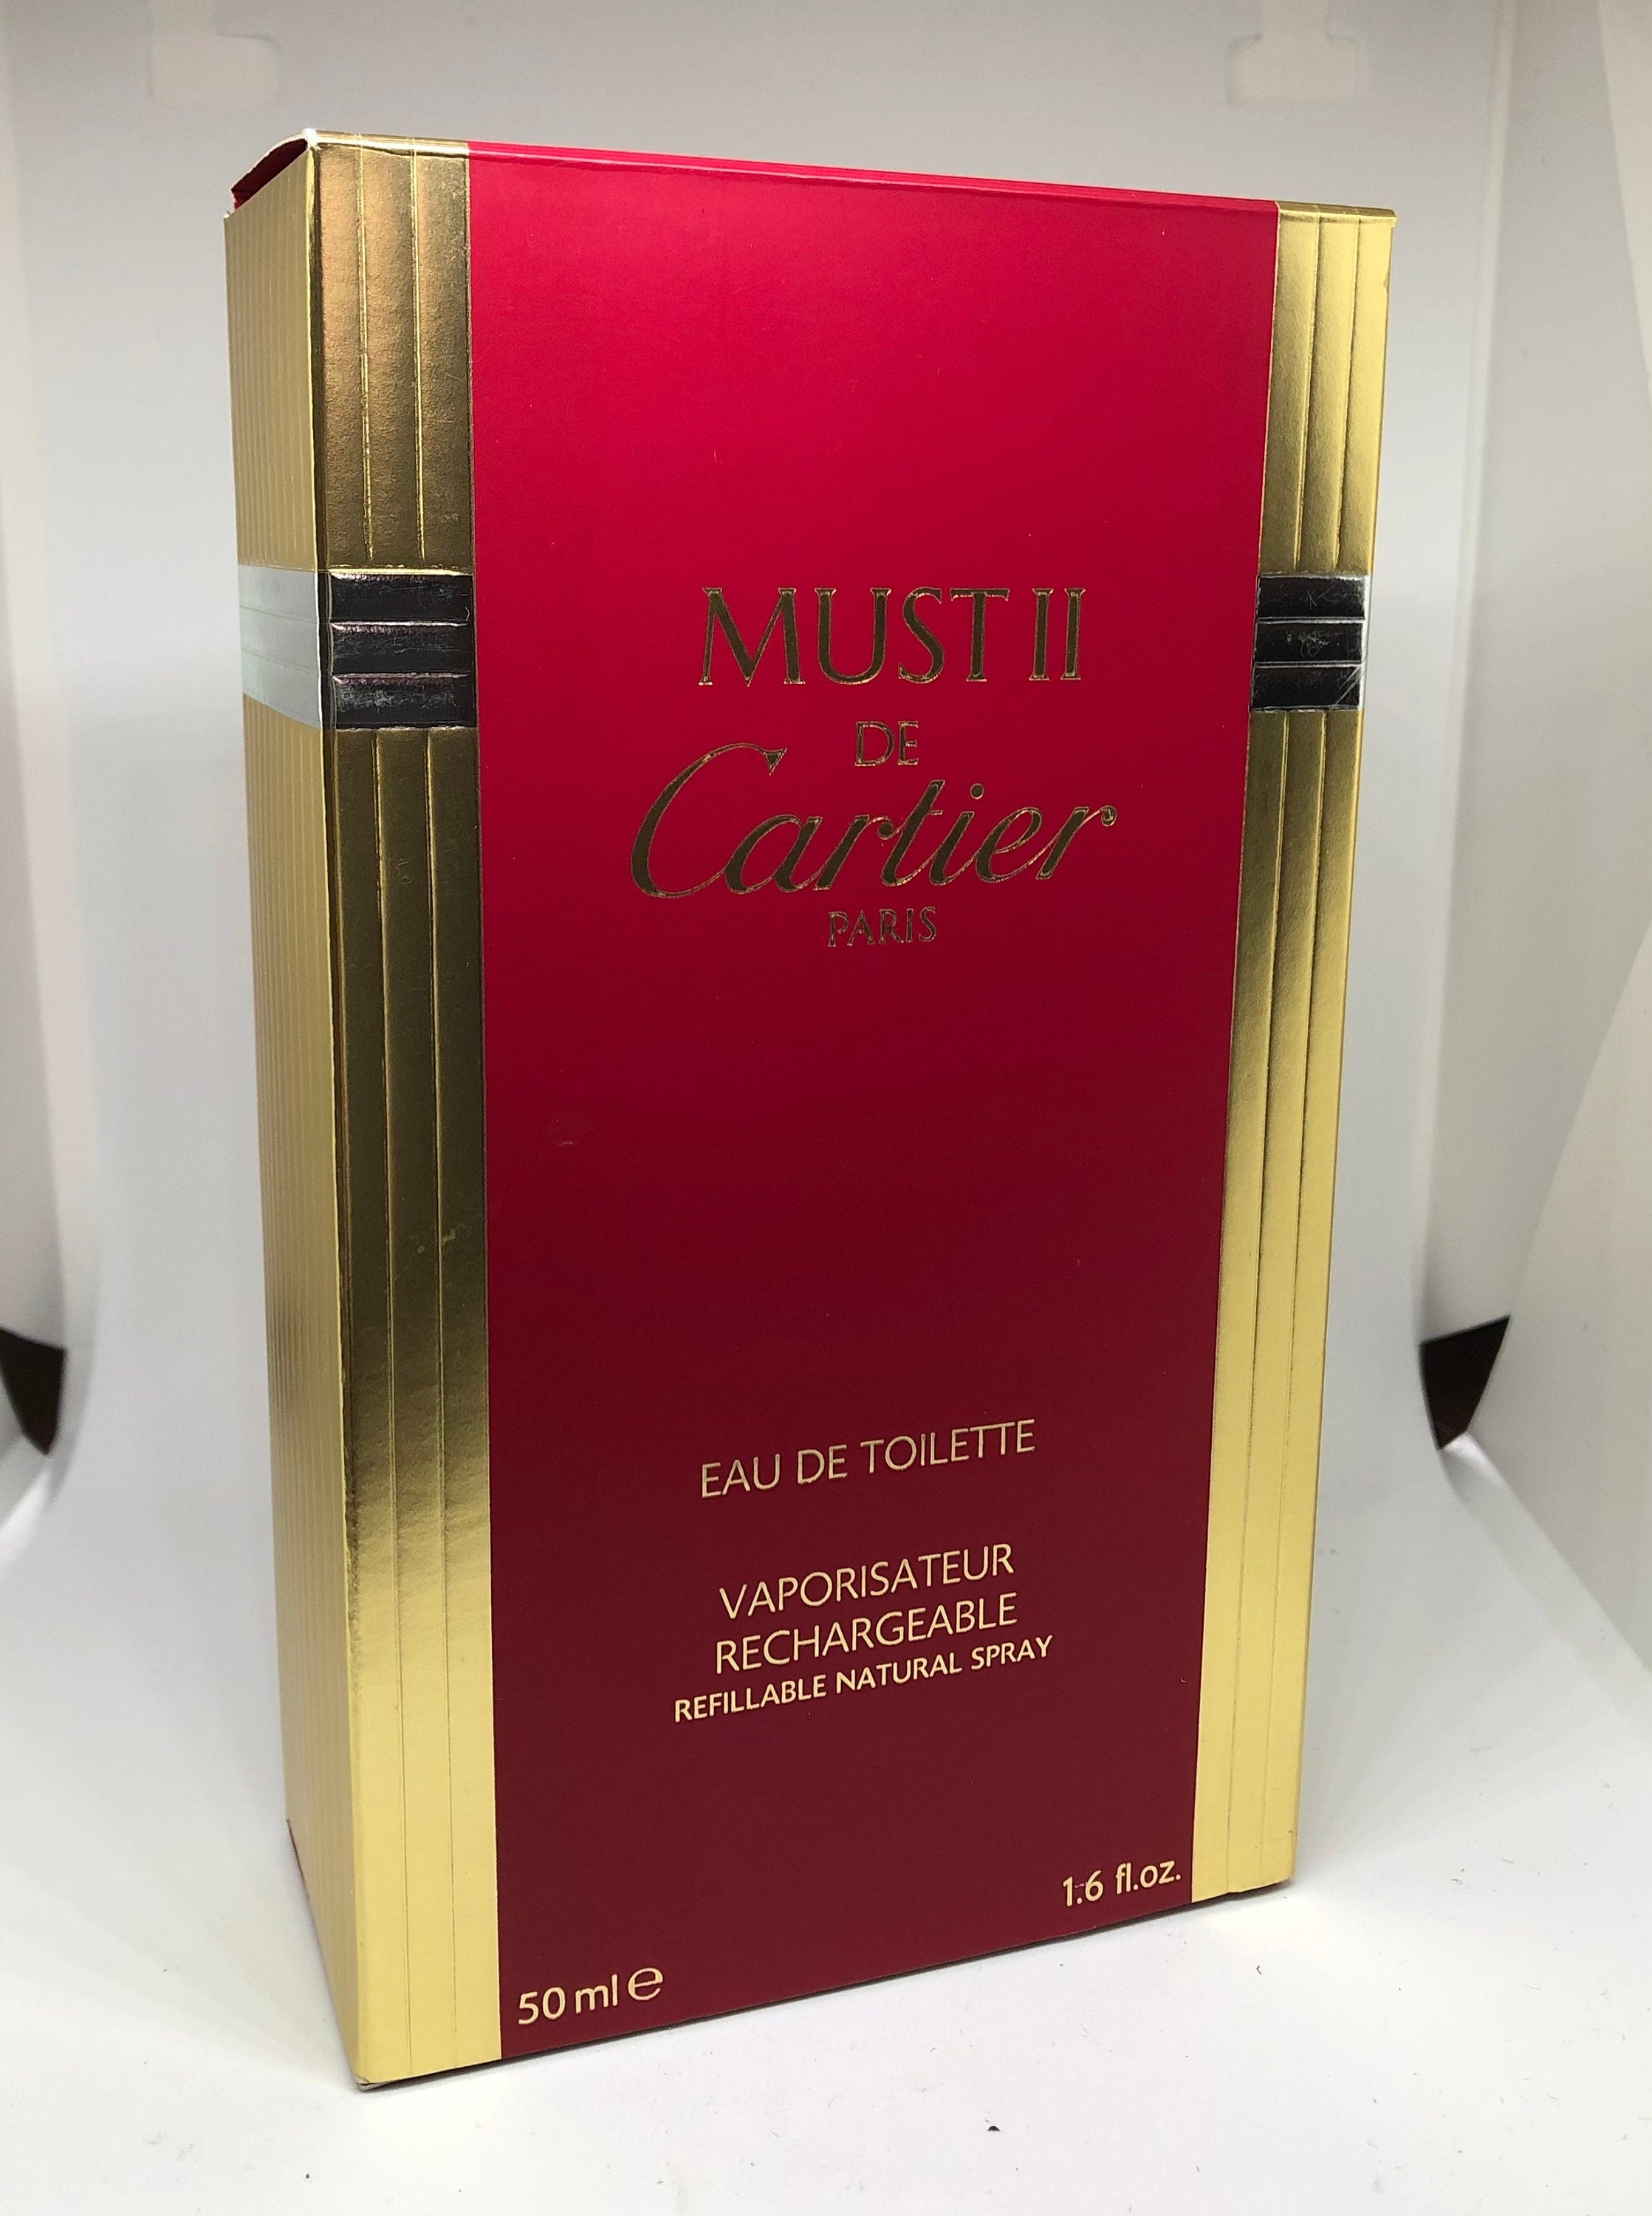 MUST II
DE
Cartier
PARIS
EAU DE TOILETTE
VAPORISATEUR
RECHARGEABLE
REFILLABLE NATURAL SPRAY
50 ml ℮
1.6 fl.oz.